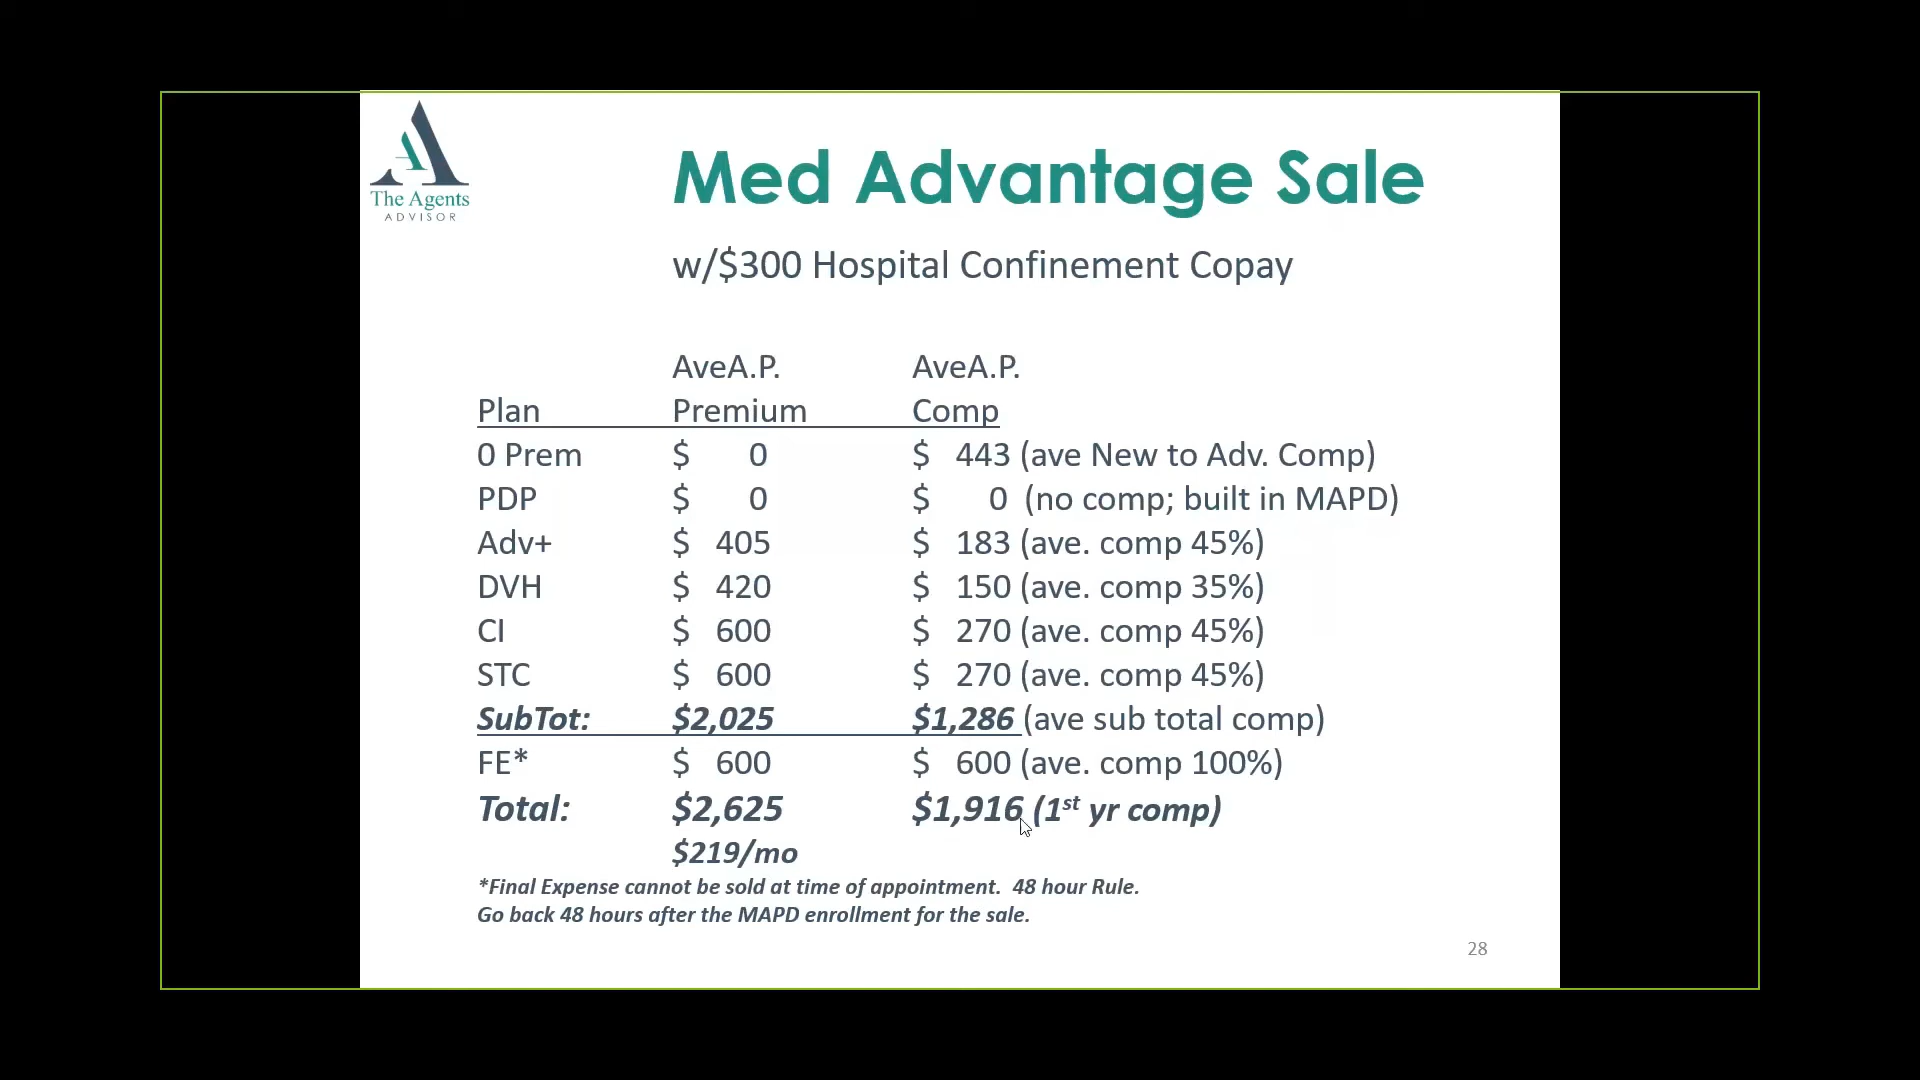 The Agents
ADVISOR
Med Advantage Sale
w/$300 Hospital Confinement Copay
AveA.P. AveA.P.
Plan Premium Comp
0 Prem $ 0 $ 443 (ave New to Adv. Comp)
PDP $ 0 $ 0 (no comp; built in MAPD)
Adv+ $ 405 $ 183 (ave. comp 45%)
DVH $ 420 $ 150 (ave. comp 35%)
CI $ 600 $ 270 (ave. comp 45%)
STC $ 600 $ 270 (ave. comp 45%)
SubTot: $2,025 $1,286 (ave sub total comp)
FE* $ 600 $ 600 (ave. comp 100%)
Total: $2,625 $1,916 (1st yr comp)
$219/mo
*Final Expense cannot be sold at time of appointment. 48 hour Rule.
Go back 48 hours after the MAPD enrollment for the sale.
28